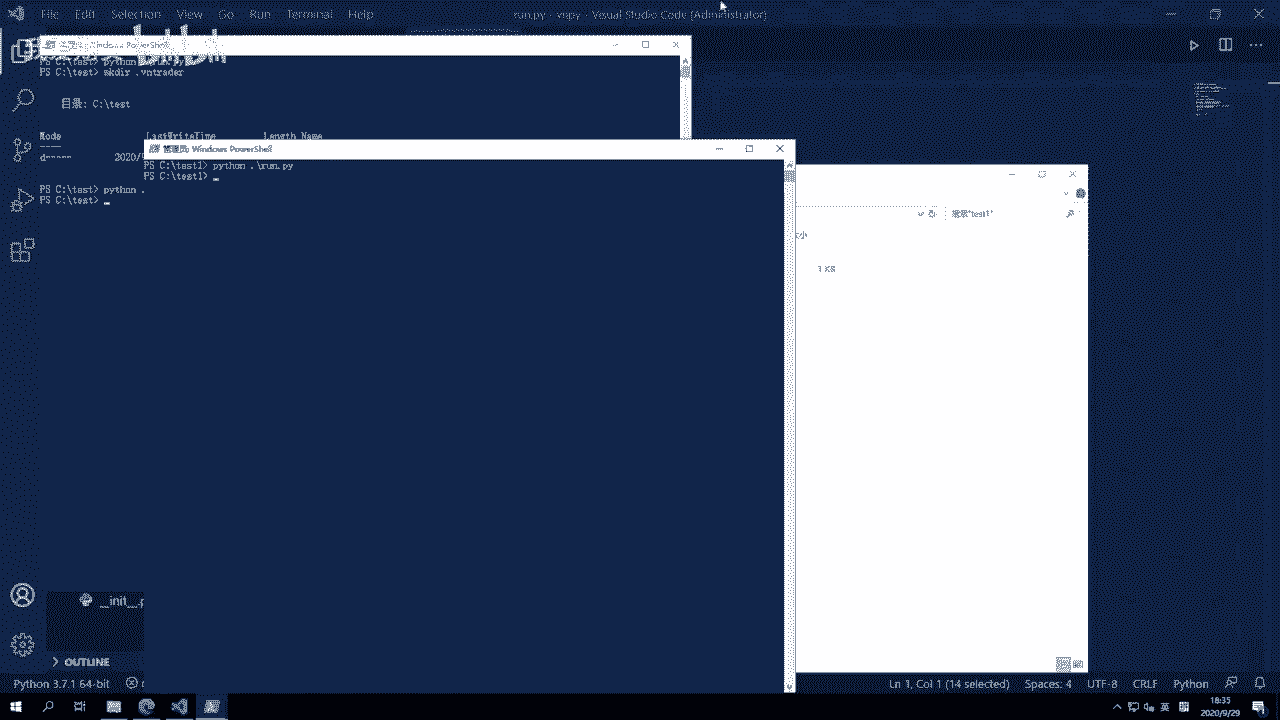 File Edit Selection View Go Run Terminal Help
run.py - vnpy - Visual Studio Code [Administrator]
Windows PowerShell
PS C:\test> python
PS C:\test> mkdir .vntrader
目录: C:\test
Mode LastWriteTime Length Name
----
2020/
PS C:\test> python .
PS C:\test>
管理员: Windows PowerShell
PS C:\test1> python .\run.py
PS C:\test1>
搜索"test1"
大小
1 KB
__init__.p
OUTLINE
Python 3.7.1 64-bit
Ln 1, Col 1 (14 selected) Spaces: 4 UTF-8 CRLF Python
英
18:35
2020/9/29